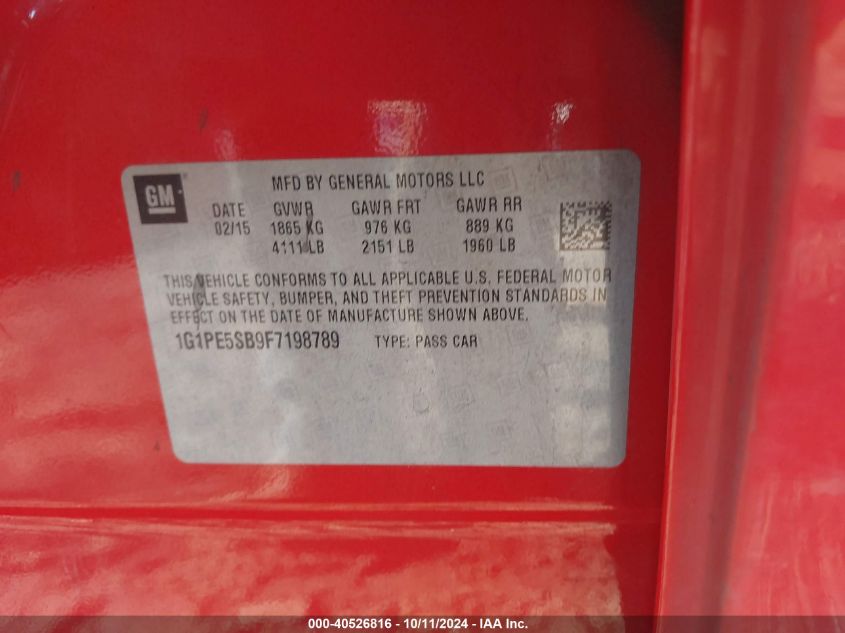 GM
MFD BY GENERAL MOTORS LLC
DATE GVWR GAWR FRT GAWR RR
02/15 1865 KG 976 KG 889 KG
4111 LB 2151 LB 1960 LB
THIS VEHICLE CONFORMS TO ALL APPLICABLE U.S. FEDERAL MOTOR
VEHICLE SAFETY, BUMPER, AND THEFT PREVENTION STANDARDS IN
EFFECT ON THE DATE OF MANUFACTURE SHOWN ABOVE.
1G1PE5SB9F7198789 TYPE: PASS CAR
000-40526816 - 10/11/2024 - IAA Inc.